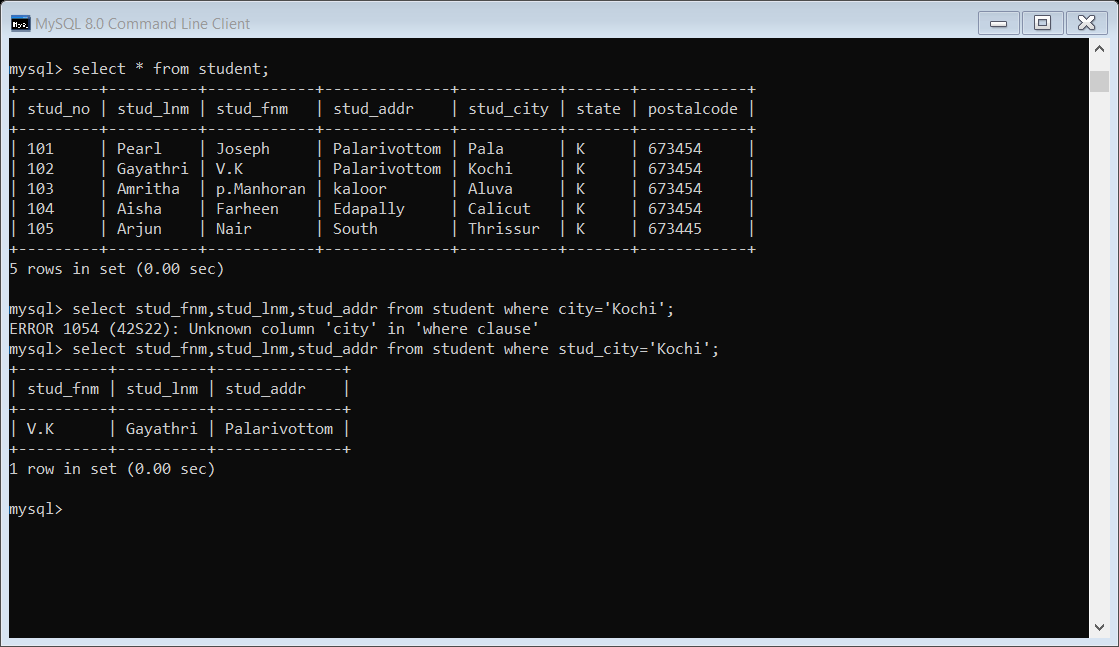 MySQL 8.0 Command Line Client
mysql> select * from student;
+---------+----------+------------+--------------+-----------+-------+------------+
| stud_no | stud_lnm | stud_fnm   | stud_addr    | stud_city | state | postalcode |
+---------+----------+------------+--------------+-----------+-------+------------+
| 101     | Pearl    | Joseph     | Palarivottom | Pala      | K     | 673454     |
| 102     | Gayathri | V.K        | Palarivottom | Kochi     | K     | 673454     |
| 103     | Amritha  | p.Manhoran | kaloor       | Aluva     | K     | 673454     |
| 104     | Aisha    | Farheen    | Edapally     | Calicut   | K     | 673454     |
| 105     | Arjun    | Nair       | South        | Thrissur  | K     | 673445     |
+---------+----------+------------+--------------+-----------+-------+------------+
5 rows in set (0.00 sec)
mysql> select stud_fnm,stud_lnm,stud_addr from student where city='Kochi';
ERROR 1054 (42S22): Unknown column 'city' in 'where clause'
mysql> select stud_fnm,stud_lnm,stud_addr from student where stud_city='Kochi';
+----------+----------+--------------+
| stud_fnm | stud_lnm | stud_addr    |
+----------+----------+--------------+
| V.K      | Gayathri | Palarivottom |
+----------+----------+--------------+
1 row in set (0.00 sec)
mysql>